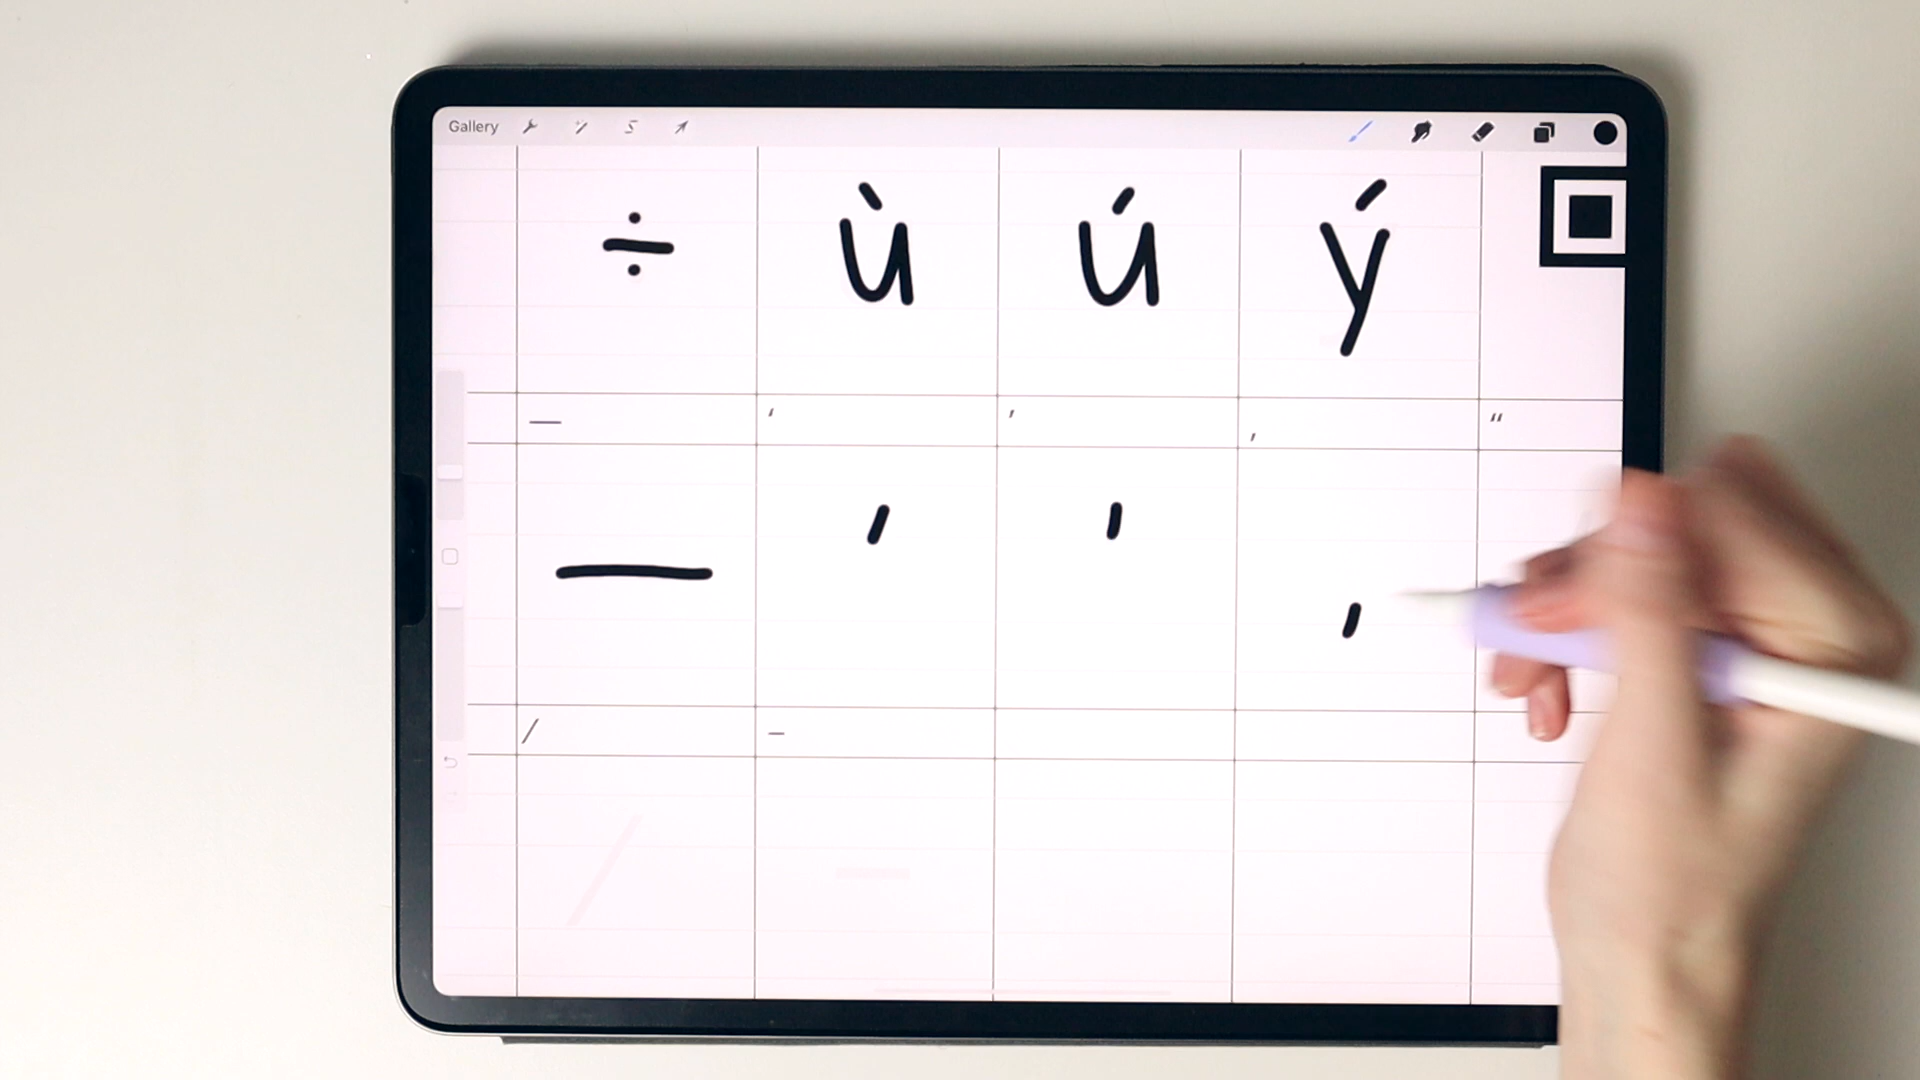 Gallery
÷ ù ú ý
— ‘ ’ ‚ “
— ‘ ’ ‚
/ –